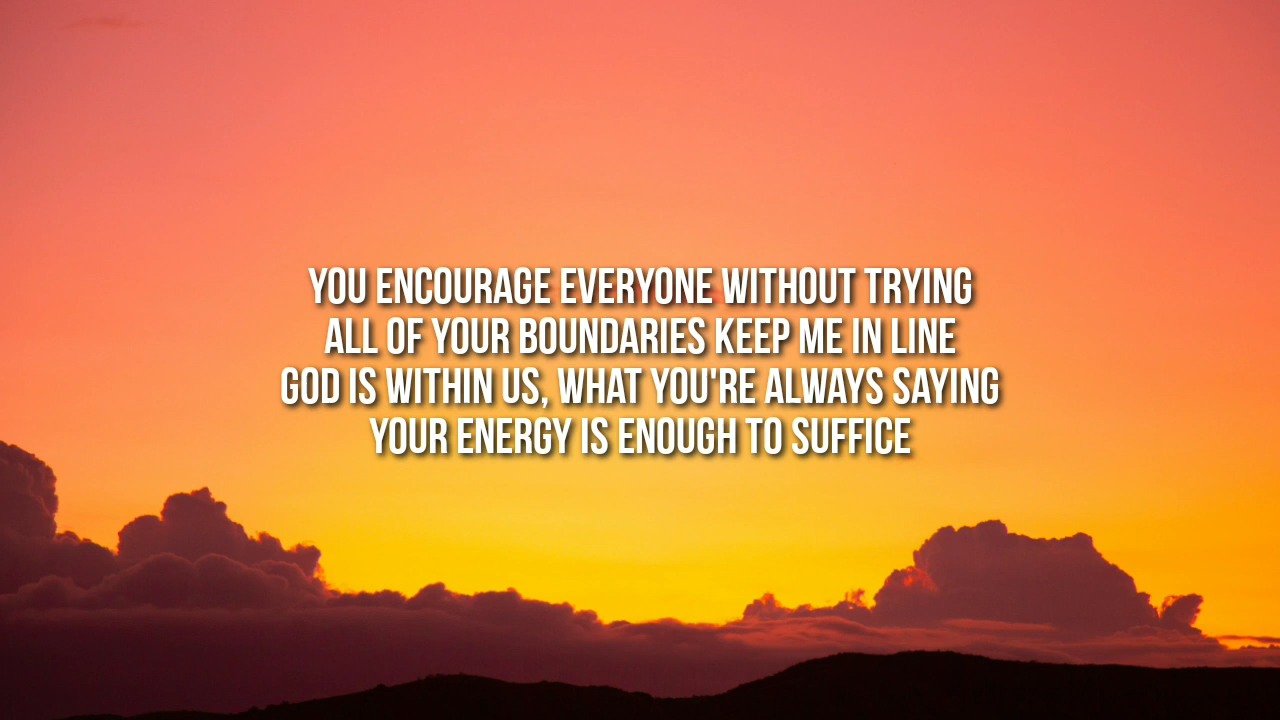 YOU ENCOURAGE EVERYONE WITHOUT TRYING
ALL OF YOUR BOUNDARIES KEEP ME IN LINE
GOD IS WITHIN US, WHAT YOU'RE ALWAYS SAYING
YOUR ENERGY IS ENOUGH TO SUFFICE